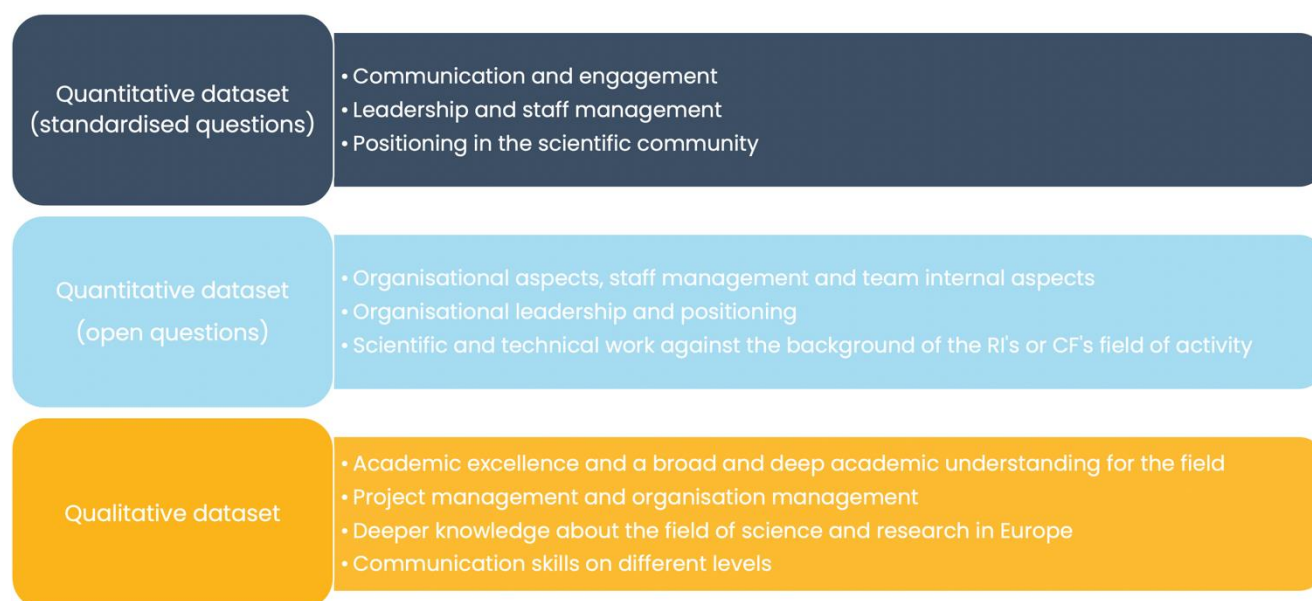 Quantitative dataset
(standardised questions)
• Communication and engagement
• Leadership and staff management
• Positioning in the scientific community
Quantitative dataset
(open questions)
• Organisational aspects, staff management and team internal aspects
• Organisational leadership and positioning
• Scientific and technical work against the background of the RI's or CF's field of activity
Qualitative dataset
• Academic excellence and a broad and deep academic understanding for the field
• Project management and organisation management
• Deeper knowledge about the field of science and research in Europe
• Communication skills on different levels